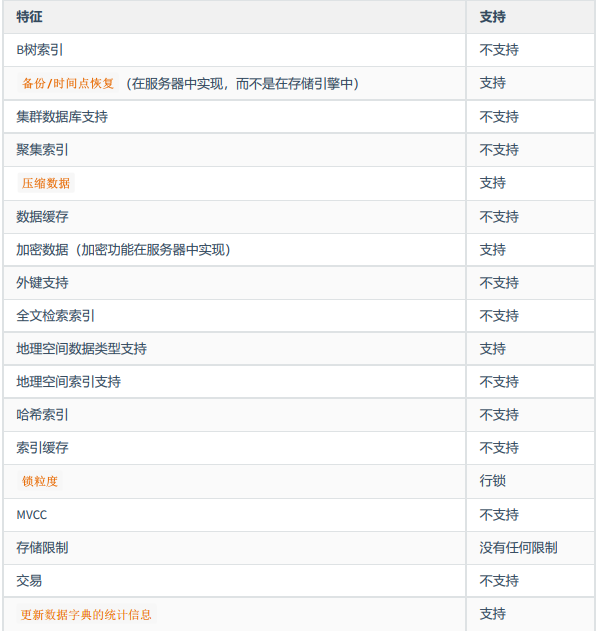 特征 支持
B树索引 不支持
备份/时间点恢复 （在服务器中实现，而不是在存储引擎中） 支持
集群数据库支持 不支持
聚集索引 不支持
压缩数据 支持
数据缓存 不支持
加密数据（加密功能在服务器中实现） 支持
外键支持 不支持
全文检索索引 不支持
地理空间数据类型支持 支持
地理空间索引支持 不支持
哈希索引 不支持
索引缓存 不支持
锁粒度 行锁
MVCC 不支持
存储限制 没有任何限制
交易 不支持
更新数据字典的统计信息 支持